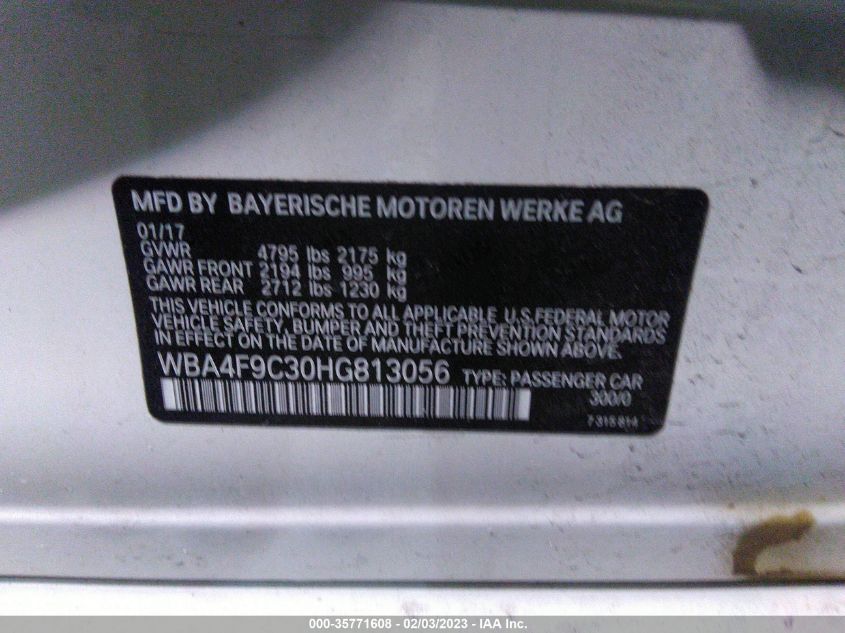 MFD BY BAYERISCHE MOTOREN WERKE AG
01/17
GVWR 4795 lbs 2175 kg
GAWR FRONT 2194 lbs 995 kg
GAWR REAR 2712 lbs 1230 kg
THIS VEHICLE CONFORMS TO ALL APPLICABLE U.S.FEDERAL MOTOR
VEHICLE SAFETY, BUMPER AND THEFT PREVENTION STANDARDS
IN EFFECT ON THE DATE OF MANUFACTURE SHOWN ABOVE.
WBA4F9C30HG813056 TYPE: PASSENGER CAR
300/0
7 315 814
000-35771608 - 02/03/2023 - IAA Inc.